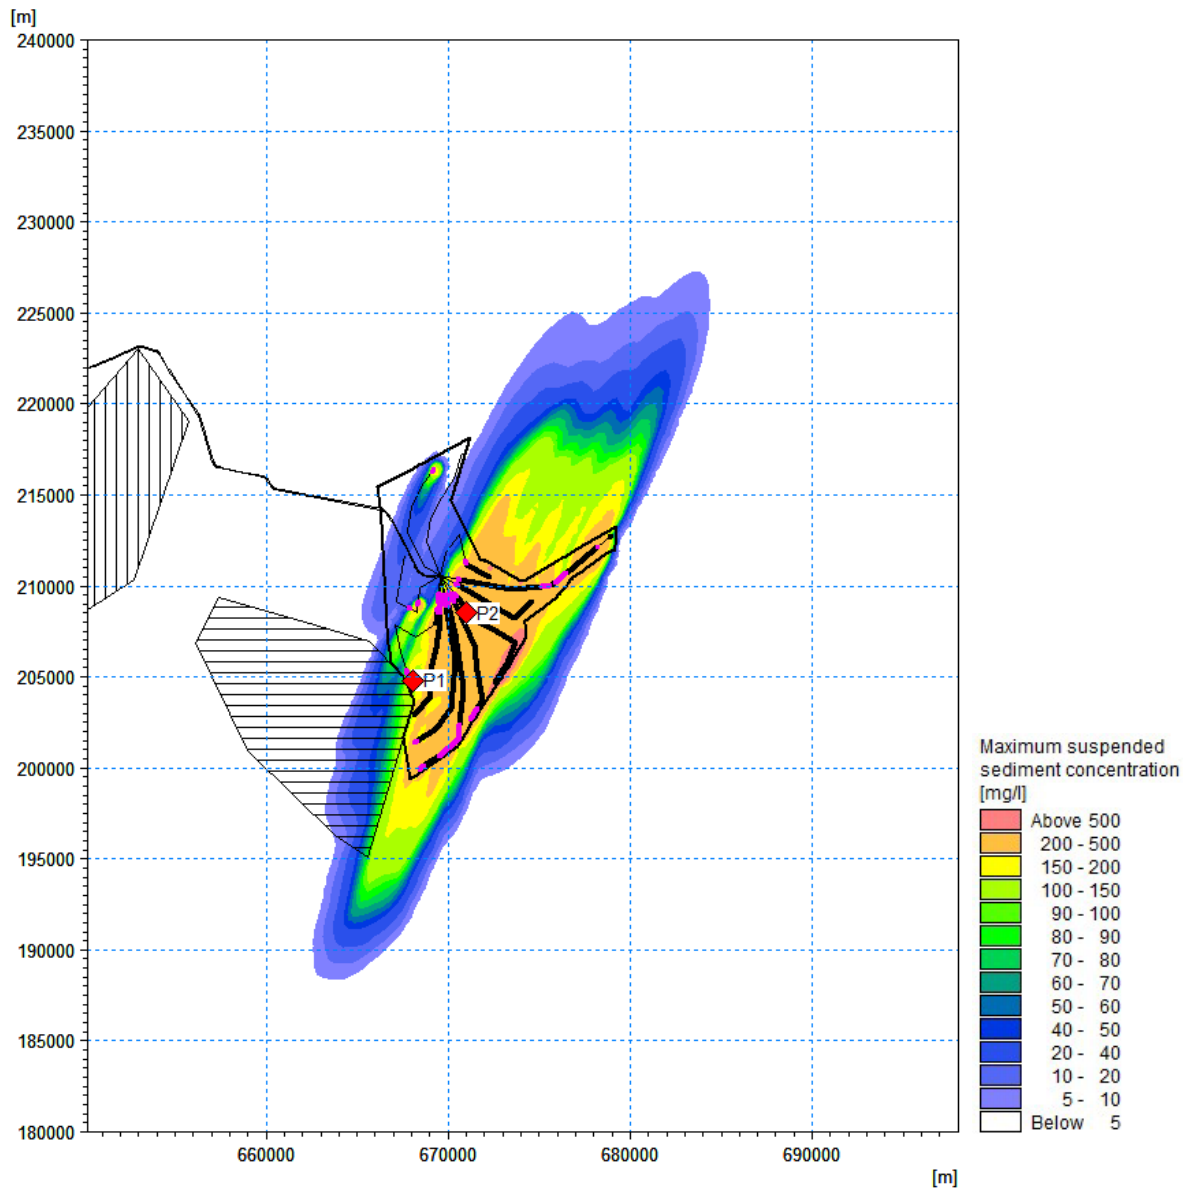 [m]
240000
235000
230000
225000
220000
215000
210000
205000
200000
195000
190000
185000
180000
P2
P1
660000
670000
680000
690000
[m]
Maximum suspended
sediment concentration
[mg/l]
Above 500
200 - 500
150 - 200
100 - 150
90 - 100
80 - 90
70 - 80
60 - 70
50 - 60
40 - 50
20 - 40
10 - 20
5 - 10
Below 5